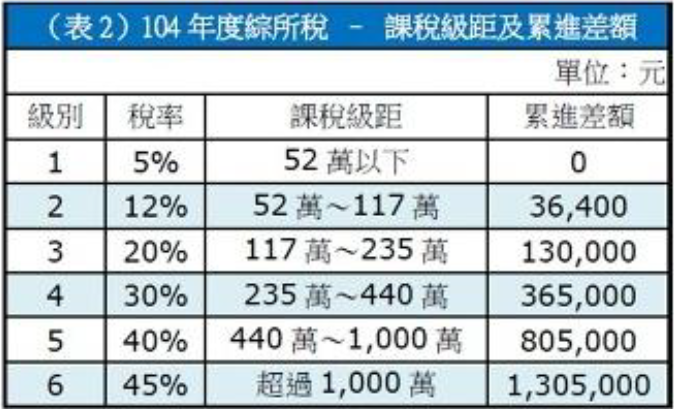 （表2）104 年度綜所稅 – 課稅級距及累進差額
單位：元
級別 稅率 課稅級距 累進差額
1 5% 52 萬以下 0
2 12% 52 萬～117 萬 36,400
3 20% 117 萬～235 萬 130,000
4 30% 235 萬～440 萬 365,000
5 40% 440 萬～1,000 萬 805,000
6 45% 超過 1,000 萬 1,305,000